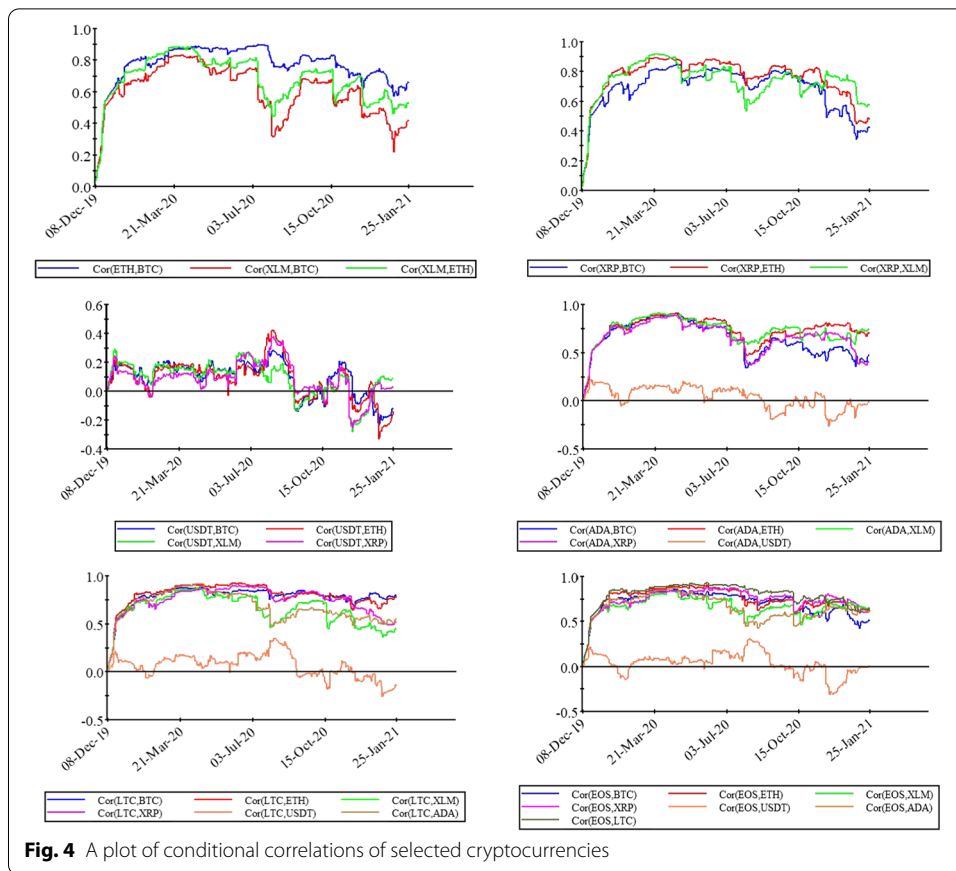 1.0
0.8
0.6
0.4
0.2
0.0
08-Dec-19
21-Mar-20
03-Jul-20
15-Oct-20
25-Jan-21
Cor(ETH,BTC) Cor(XLM,BTC) Cor(XLM,ETH)
1.0
0.8
0.6
0.4
0.2
0.0
08-Dec-19
21-Mar-20
03-Jul-20
15-Oct-20
25-Jan-21
Cor(XRP,BTC) Cor(XRP,ETH) Cor(XRP,XLM)
0.6
0.4
0.2
0.0
-0.2
-0.4
08-Dec-19
21-Mar-20
03-Jul-20
15-Oct-20
25-Jan-21
Cor(USDT,BTC) Cor(USDT,ETH)
Cor(USDT,XLM) Cor(USDT,XRP)
1.0
0.5
0.0
-0.5
08-Dec-19
21-Mar-20
03-Jul-20
15-Oct-20
25-Jan-21
Cor(ADA,BTC) Cor(ADA,ETH) Cor(ADA,XLM)
Cor(ADA,XRP) Cor(ADA,USDT)
1.0
0.5
0.0
-0.5
08-Dec-19
21-Mar-20
03-Jul-20
15-Oct-20
25-Jan-21
Cor(LTC,BTC) Cor(LTC,ETH) Cor(LTC,XLM)
Cor(LTC,XRP) Cor(LTC,USDT) Cor(LTC,ADA)
1.0
0.5
0.0
-0.5
08-Dec-19
21-Mar-20
03-Jul-20
15-Oct-20
25-Jan-21
Cor(EOS,BTC) Cor(EOS,ETH) Cor(EOS,XLM)
Cor(EOS,XRP) Cor(EOS,USDT) Cor(EOS,ADA)
Cor(EOS,LTC)
Fig. 4 A plot of conditional correlations of selected cryptocurrencies